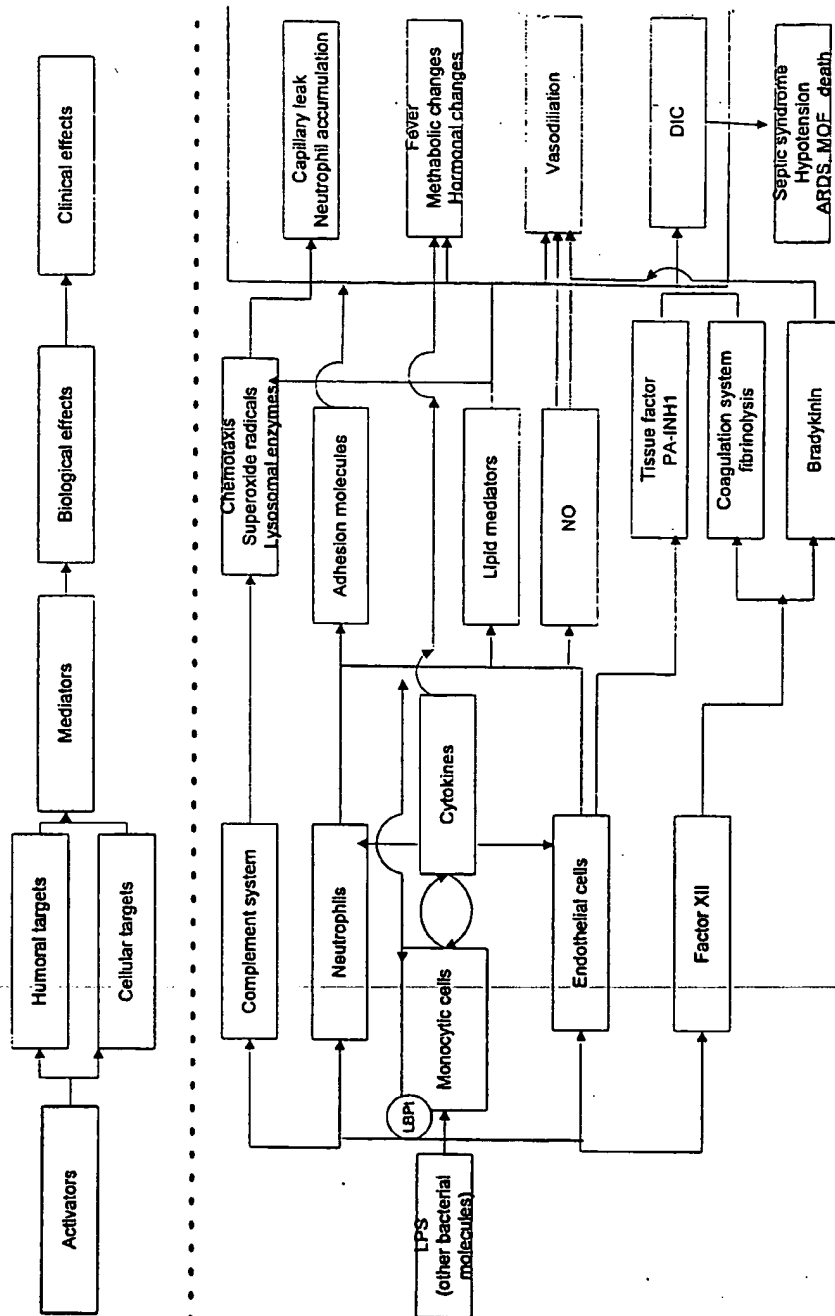 Activators
Humoral targets
Cellular targets
Mediators
Biological effects
Clinical effects
LPS
(other bacterial
molecules)
LBPt
Complement system
Neutrophils
Monocytic cells
Cytokines
Endothelial cells
Factor XII
Chemotaxis
Superoxide radicals
Lysosomal enzymes
Adhesion molecules
Lipid mediators
NO
Tissue factor
PA-INH1
Coagulation system
fibrinolysis
Bradykinin
Capillary leak
Neutrophil accumulation
Fever
Methabolic changes
Hormonal changes
Vasodiliation
DIC
Septic syndrome
Hypotension
ARDS MOF death